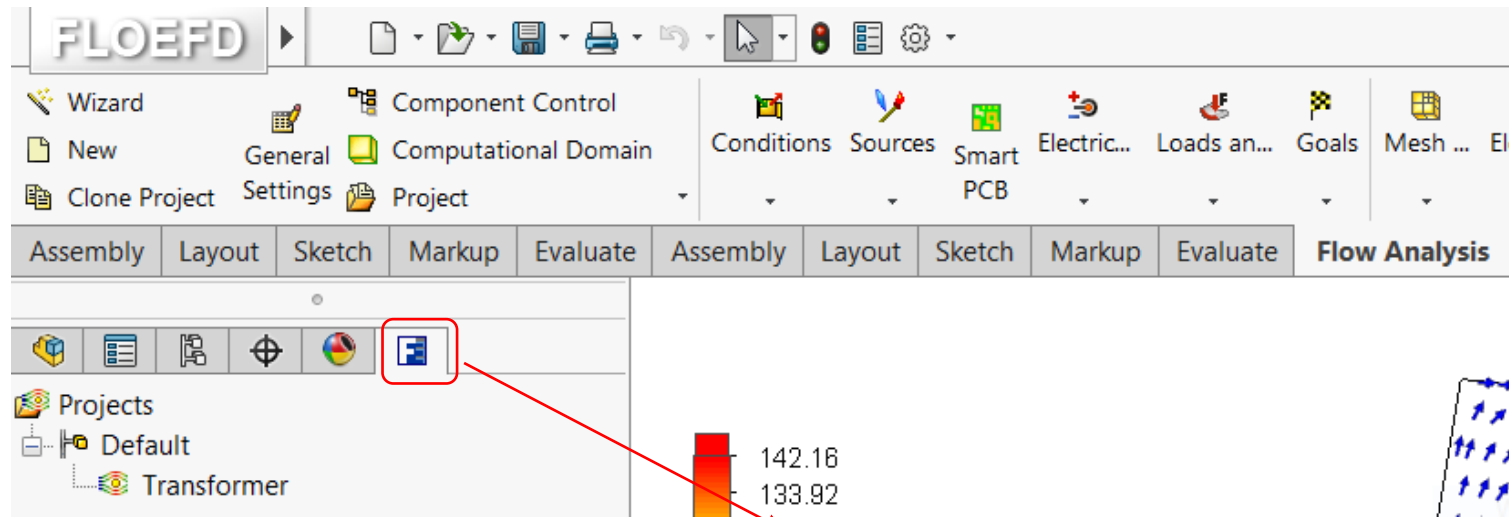 FLOEFD
Wizard
New
Clone Project
General
Settings
Component Control
Computational Domain
Project
Conditions
Sources
Smart
PCB
Electric...
Loads an...
Goals
Mesh ...
El
Assembly Layout Sketch Markup Evaluate Assembly Layout Sketch Markup Evaluate Flow Analysis
Projects
Default
Transformer
142.16
133.92